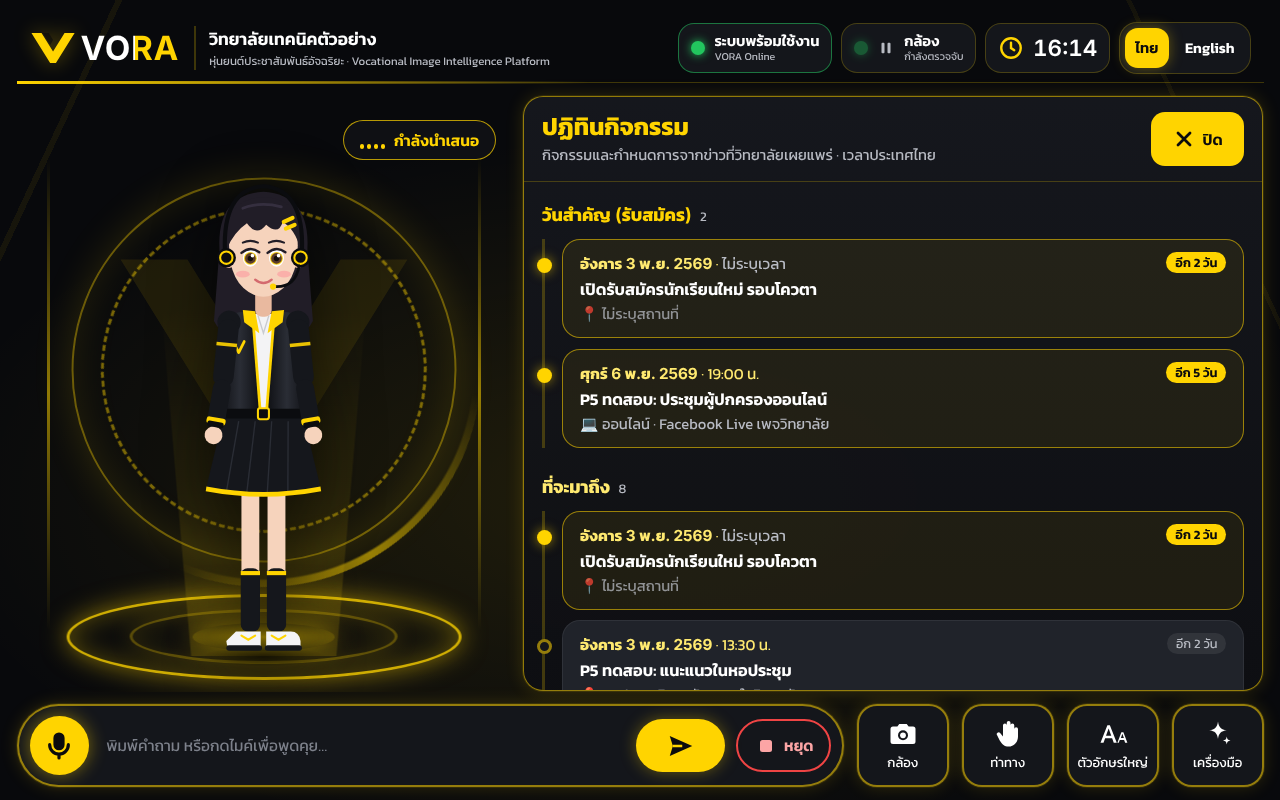 VORA
วิทยาลัยเทคนิคตัวอย่าง
หุ่นยนต์ประชาสัมพันธ์อัจฉริยะ · Vocational Image Intelligence Platform
ระบบพร้อมใช้งาน
VORA Online
กล้อง
กำลังตรวจจับ
16:14
ไทย
English
กำลังนำเสนอ
ปฏิทินกิจกรรม
กิจกรรมและกำหนดการจากข่าวที่วิทยาลัยเผยแพร่ · เวลาประเทศไทย
ปิด
วันสำคัญ (รับสมัคร) 2
อังคาร 3 พ.ย. 2569 · ไม่ระบุเวลา
อีก 2 วัน
เปิดรับสมัครนักเรียนใหม่ รอบโควตา
ไม่ระบุสถานที่
ศุกร์ 6 พ.ย. 2569 · 19:00 น.
อีก 5 วัน
P5 ทดสอบ: ประชุมผู้ปกครองออนไลน์
ออนไลน์ · Facebook Live เพจวิทยาลัย
ที่จะมาถึง 8
อังคาร 3 พ.ย. 2569 · ไม่ระบุเวลา
อีก 2 วัน
เปิดรับสมัครนักเรียนใหม่ รอบโควตา
ไม่ระบุสถานที่
อังคาร 3 พ.ย. 2569 · 13:30 น.
อีก 2 วัน
P5 ทดสอบ: แนะแนวในหอประชุม
พิมพ์คำถาม หรือกดไมค์เพื่อพูดคุย...
หยุด
กล้อง
ท่าทาง
AA
ตัวอักษรใหญ่
เครื่องมือ